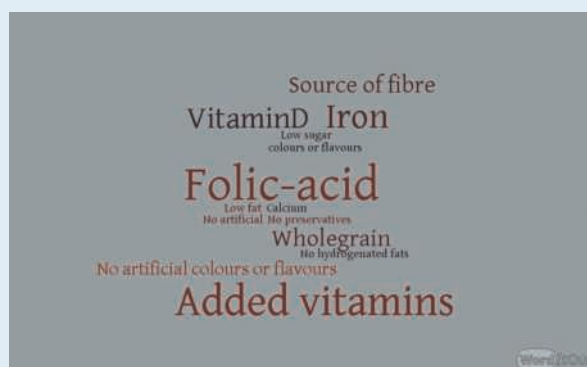 Source of fibre
VitaminD Iron
Low sugar
colours or flavours
Folic-acid
Low fat Calcium
No artificial No preservatives
Wholegrain
No hydrogenated fats
No artificial colours or flavours
Added vitamins
WordItOut